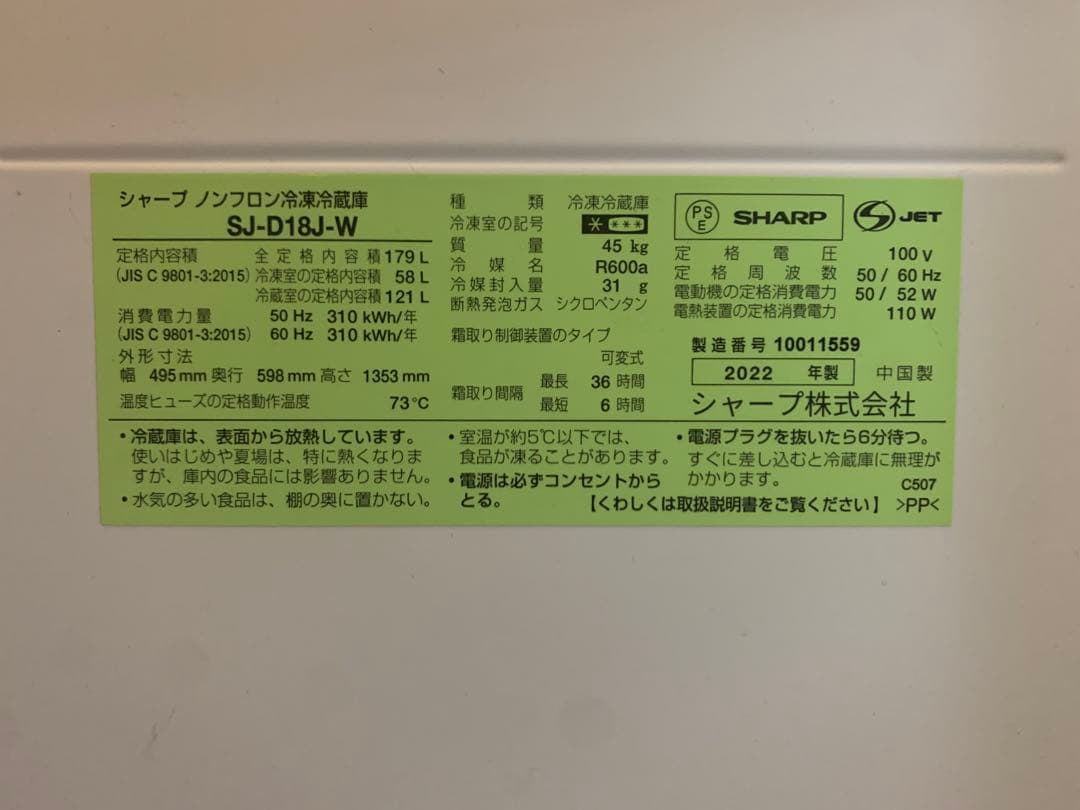 シャープ ノンフロン冷凍冷蔵庫
SJ-D18J-W
定格内容積 全定格内容積 179 L
(JIS C 9801-3:2015) 冷凍室の定格内容積 58 L
冷蔵室の定格内容積 121 L
消費電力量 50 Hz 310 kWh/年
(JIS C 9801-3:2015) 60 Hz 310 kWh/年
外形寸法
幅 495 mm 奥行 598 mm 高さ 1353 mm
温度ヒューズの定格動作温度 73℃
種類 冷凍冷蔵庫
冷凍室の記号 * ***
質量 45 kg
冷媒名 R600a
冷媒封入量 31 g
断熱発泡ガス シクロペンタン
霜取り制御装置のタイプ
可変式
霜取り間隔 最長 36 時間
最短 6 時間
PSE SHARP S JET
定格電圧 100 V
定格周波数 50 / 60 Hz
電動機の定格消費電力 50 / 52 W
電熱装置の定格消費電力 110 W
製造番号 10011559
2022 年製 中国製
シャープ株式会社
・冷蔵庫は、表面から放熱しています。
使いはじめや夏場は、特に熱くなりま
すが、庫内の食品には影響ありません。
・水気の多い食品は、棚の奥に置かない。
・室温が約5℃以下では、
食品が凍ることがあります。
・電源は必ずコンセントから
とる。
・電源プラグを抜いたら6分待つ。
すぐに差し込むと冷蔵庫に無理が
かかります。 C507
【くわしくは取扱説明書をご覧ください】 >PP<